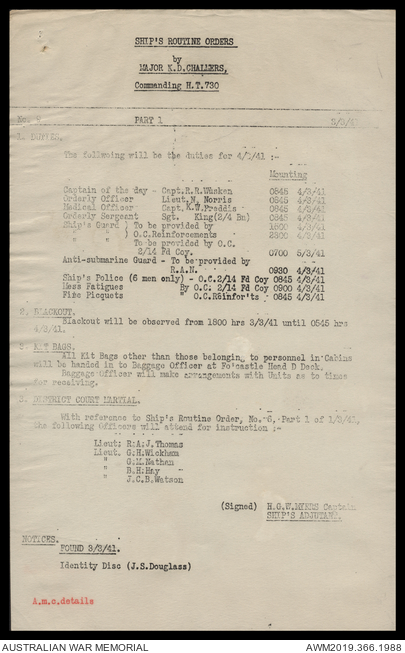 SHIP'S ROUTINE ORDERS
by
MAJOR K.D. CHALMERS,
Commanding H.T.730
No. PART 1 3/3/41
1. DUTIES.
The following will be the duties for 4/3/41 :-
Mounting
Captain of the day - Capt.R.R.Wasken 0845 4/3/41
Orderly Officer Lieut.N. Norris 0845 4/3/41
Medical Officer Capt.K.W.Freddis 0845 4/3/41
Orderly Sergeant Sgt. King(2/4 Bn) 0845 4/3/41
Ship's Guard ) To be provided by 1800 4/3/41
" " ) O.C.Reinforcements 2300 4/3/41
To be provided by O.C.
2/14 Fd Coy. 0700 5/3/41
Anti-submarine Guard - To be provided by
R.A.N. 0930 4/3/41
Ship's Police (6 men only) - O.C.2/14 Fd Coy 0845 4/3/41
Mess Fatigues By O.C. 2/14 Fd Coy 0900 4/3/41
Fire Picquets " O.C.Reinfor'ts - 0845 4/3/41
2. BLACKOUT.
Blackout will be observed from 1800 hrs 3/3/41 until 0545 hrs
4/3/41.
3. KIT BAGS.
All Kit Bags other than those belonging to personnel in Cabins
will be handed in to Baggage Officer at Fo'castle Head D Deck.
Baggage Officer will make arrangements with Units as to times
for receiving.
3. DISTRICT COURT MARTIAL.
With reference to Ship's Routine Order, No. 6, Part 1 of 1/3/41,
the following Officers will attend for instruction :-
Lieut. R.A.J.Thomas
Lieut. G.H.Wickham
" G.M.Nathan
" B.H.Hay
" J.C.B.Watson
(Signed) H.G.W.MYERS Captain
SHIP'S ADJUTANT.
NOTICES.
FOUND 3/3/41.
Identity Disc (J.S.Douglass)
A.m.c.details
AUSTRALIAN WAR MEMORIAL AWM2019.366.1988